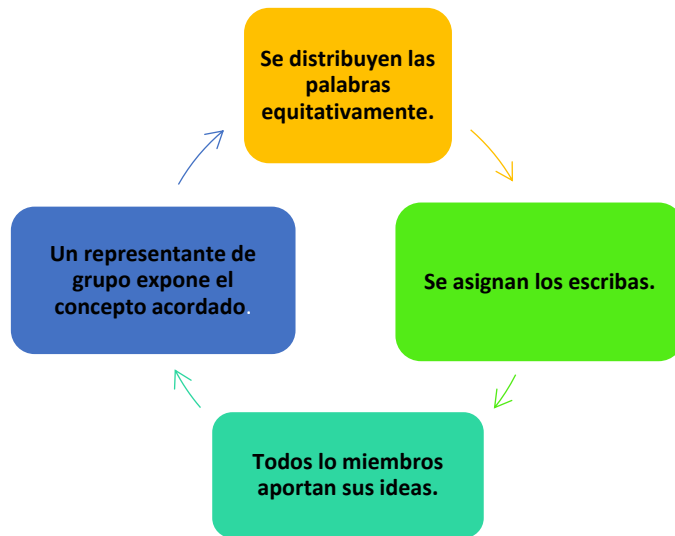 Se distribuyen las
palabras
equitativamente.
Se asignan los escribas.
Todos lo miembros
aportan sus ideas.
Un representante de
grupo expone el
concepto acordado.